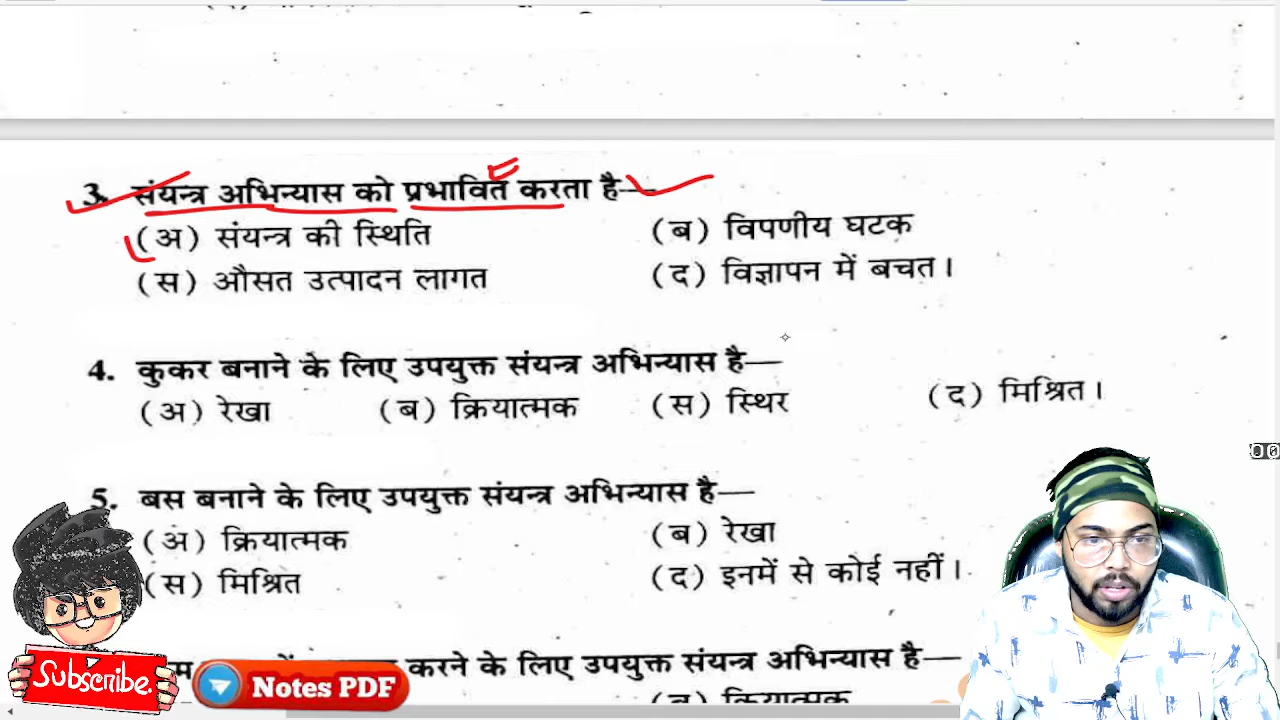 3. संयन्त्र अभिन्यास को प्रभावित करता है—
(अ) संयन्त्र की स्थिति (ब) विपणीय घटक
(स) औसत उत्पादन लागत (द) विज्ञापन में बचत।
4. कुकर बनाने के लिए उपयुक्त संयन्त्र अभिन्यास है—
(अ) रेखा (ब) क्रियात्मक (स) स्थिर (द) मिश्रित।
5. बस बनाने के लिए उपयुक्त संयन्त्र अभिन्यास है—
(अ) क्रियात्मक (ब) रेखा
(स) मिश्रित (द) इनमें से कोई नहीं।
करने के लिए उपयुक्त संयन्त्र अभिन्यास है—
(ब) क्रियात्मक
Subscribe.
Notes PDF